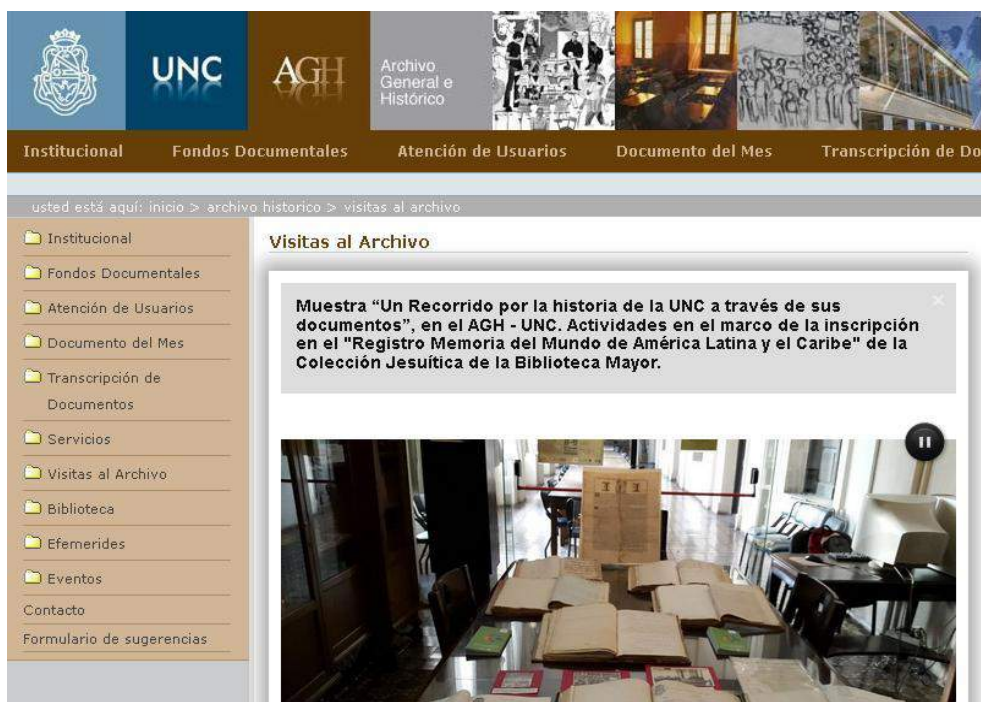 UNC
AGH
Archivo
General e
Histórico
Institucional
Fondos Documentales
Atención de Usuarios
Documento del Mes
Transcripción de Do
usted está aquí: inicio > archivo historico > visitas al archivo
Institucional
Fondos Documentales
Atención de Usuarios
Documento del Mes
Transcripción de
Documentos
Servicios
Visitas al Archivo
Biblioteca
Efemerides
Eventos
Contacto
Formulario de sugerencias
Visitas al Archivo
Muestra “Un Recorrido por la historia de la UNC a través de sus
documentos”, en el AGH - UNC. Actividades en el marco de la inscripción
en el "Registro Memoria del Mundo de América Latina y el Caribe" de la
Colección Jesuítica de la Biblioteca Mayor.